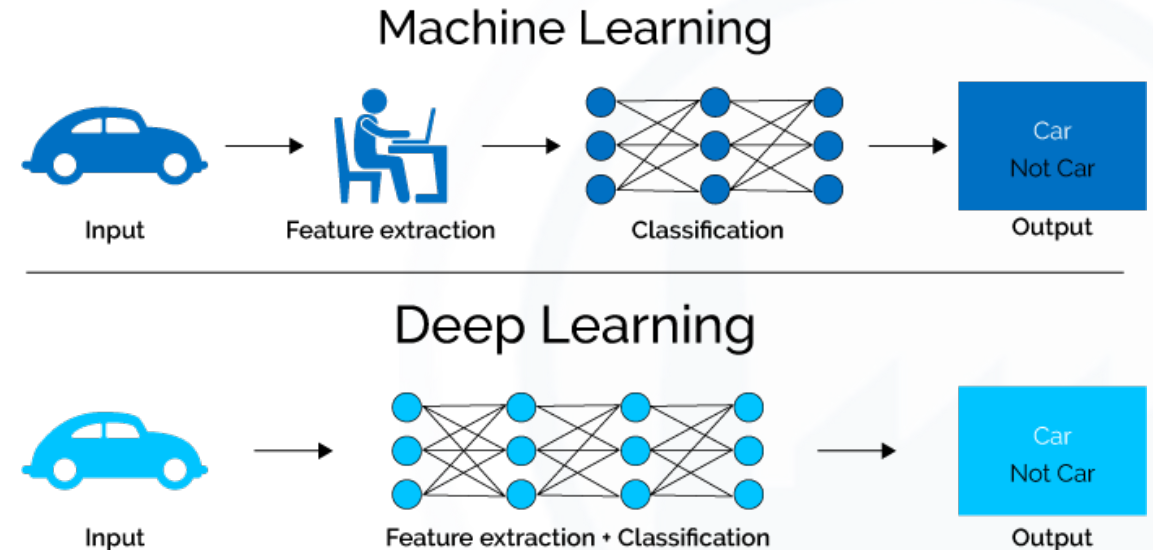 Machine Learning
Car
Not Car
Input
Feature extraction
Classification
Output
Deep Learning
Car
Not Car
Input
Feature extraction + Classification
Output